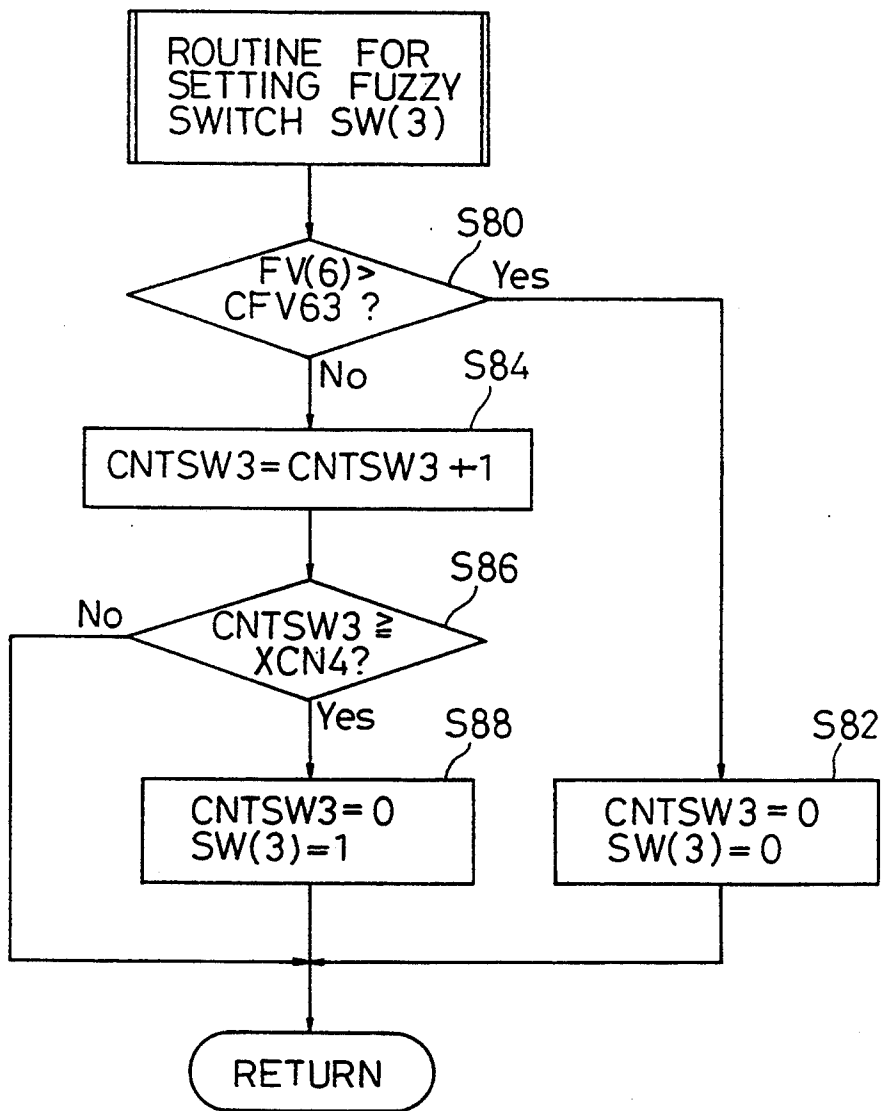 ROUTINE FOR
SETTING FUZZY
SWITCH SW(3)
S80
FV(6)>
CFV63 ?
Yes
No
S84
CNTSW3=CNTSW3+1
S86
No
CNTSW3≧
XCN4?
Yes
S88
CNTSW3=0
SW(3)=1
S82
CNTSW3=0
SW(3)=0
RETURN